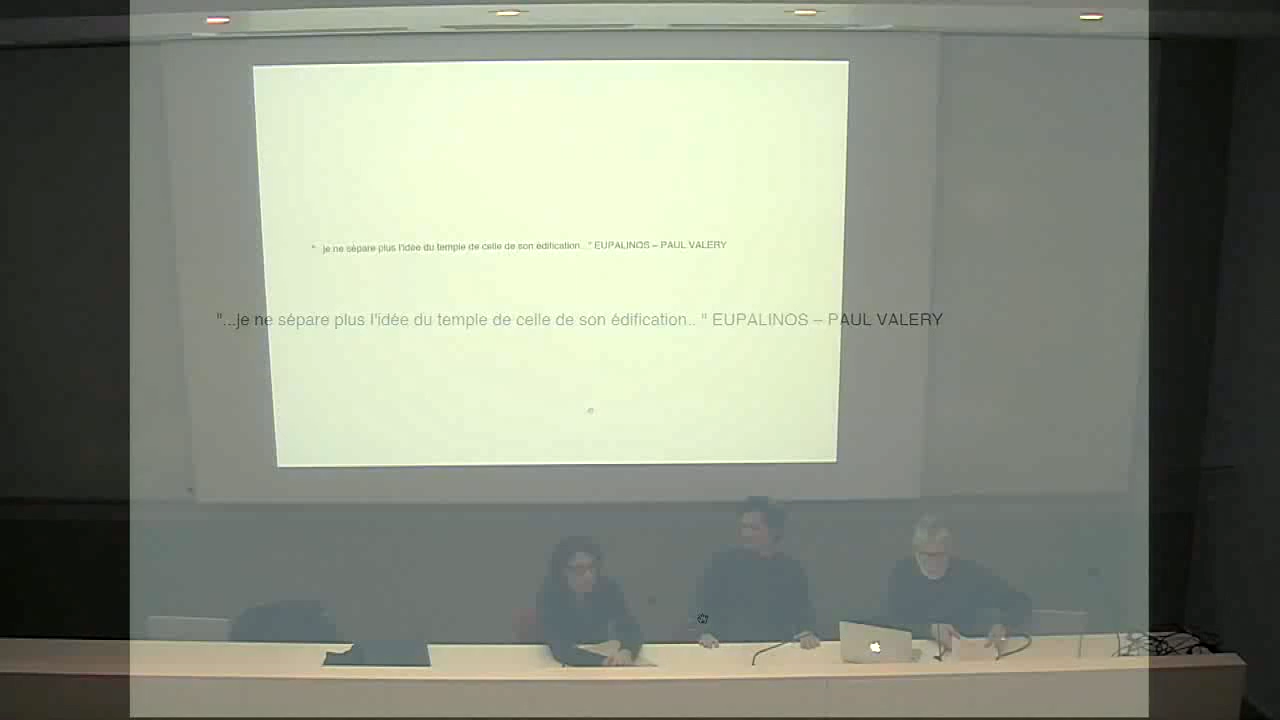 "...je ne sépare plus l'idée du temple de celle de son édification.. " EUPALINOS – PAUL VALERY
"...je ne sépare plus l'idée du temple de celle de son édification.. " EUPALINOS – PAUL VALERY